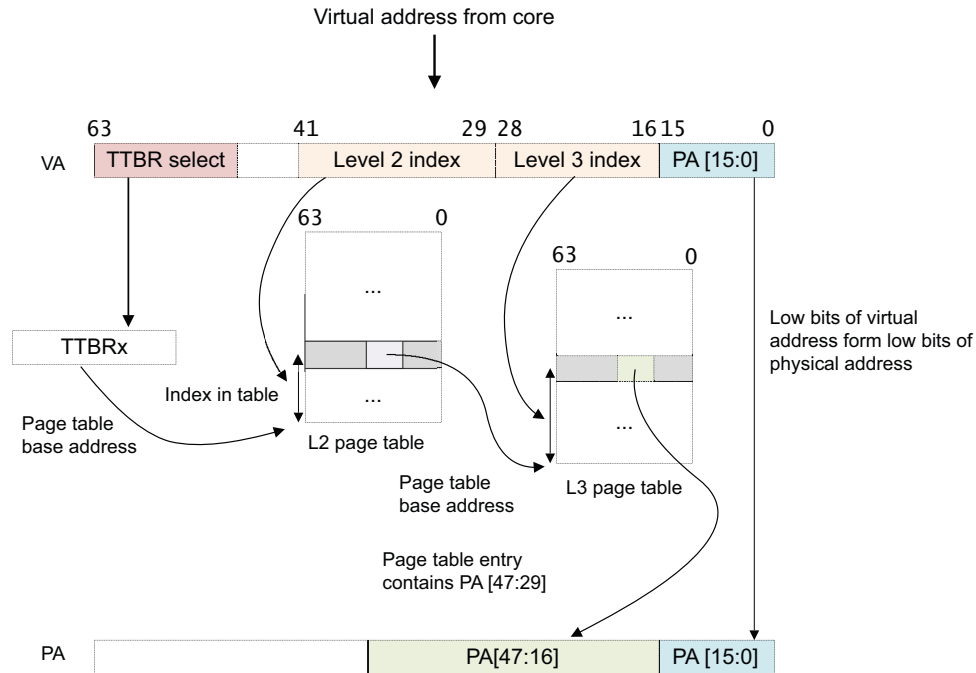 Virtual address from core
63 41 29 28 16 15 0
VA TTBR select Level 2 index Level 3 index PA [15:0]
63 0
63 0
...
...
TTBRx
Low bits of virtual
address form low bits of
physical address
Index in table
...
...
Page table
base address
L2 page table
Page table
base address
L3 page table
Page table entry
contains PA [47:29]
PA PA[47:16] PA [15:0]